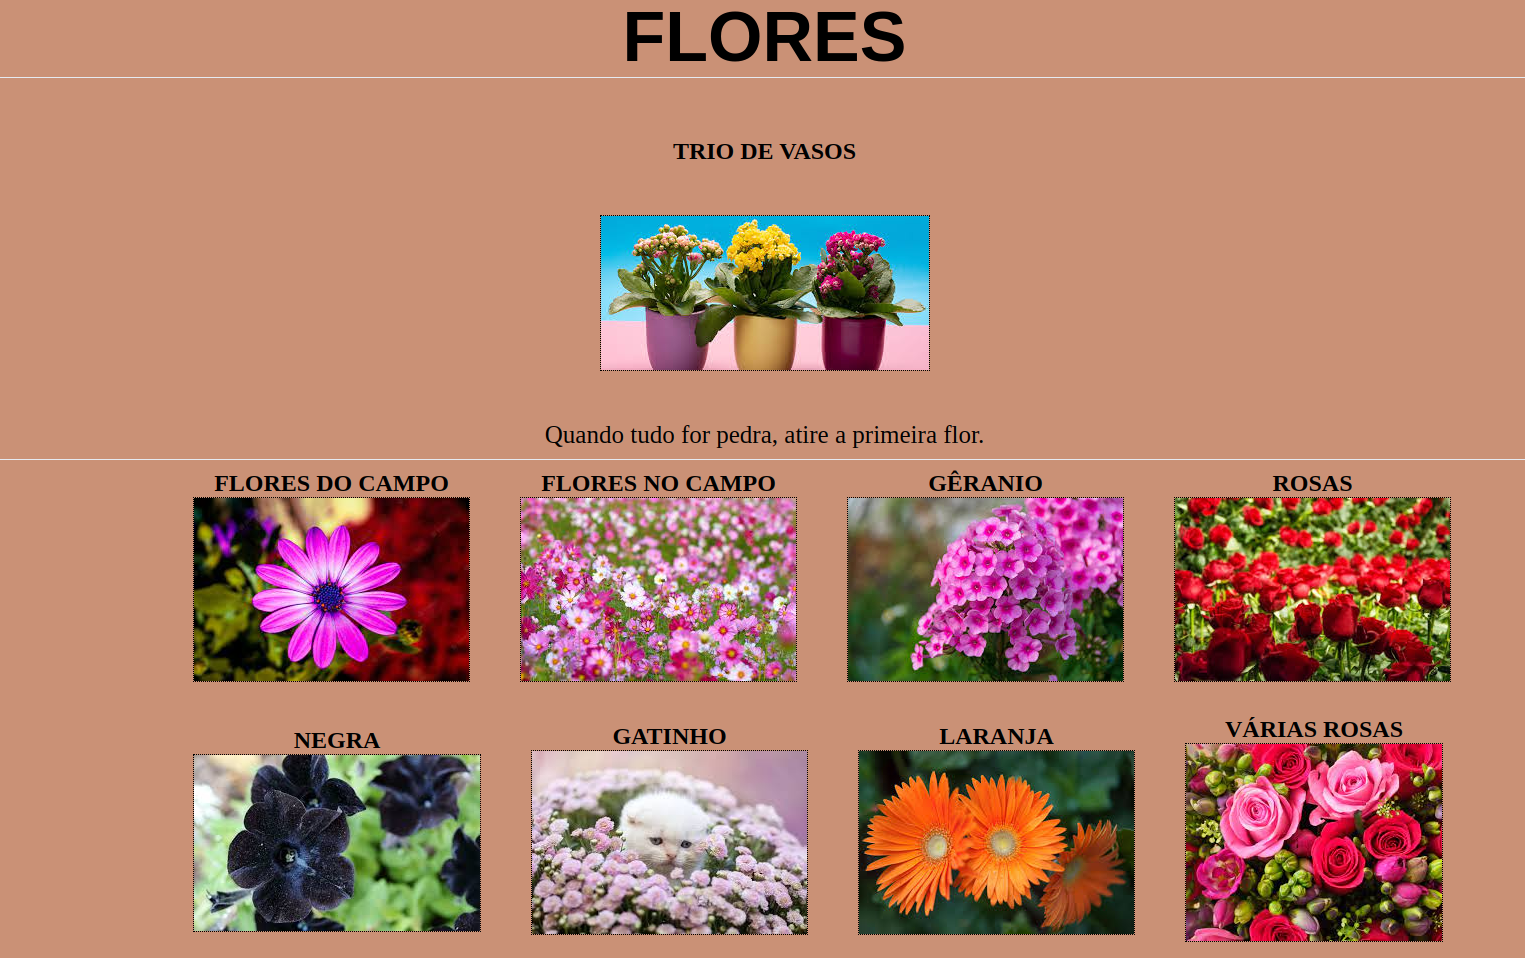 FLORES
TRIO DE VASOS
Quando tudo for pedra, atire a primeira flor.
FLORES DO CAMPO
FLORES NO CAMPO
GÊRANIO
ROSAS
NEGRA
GATINHO
LARANJA
VÁRIAS ROSAS